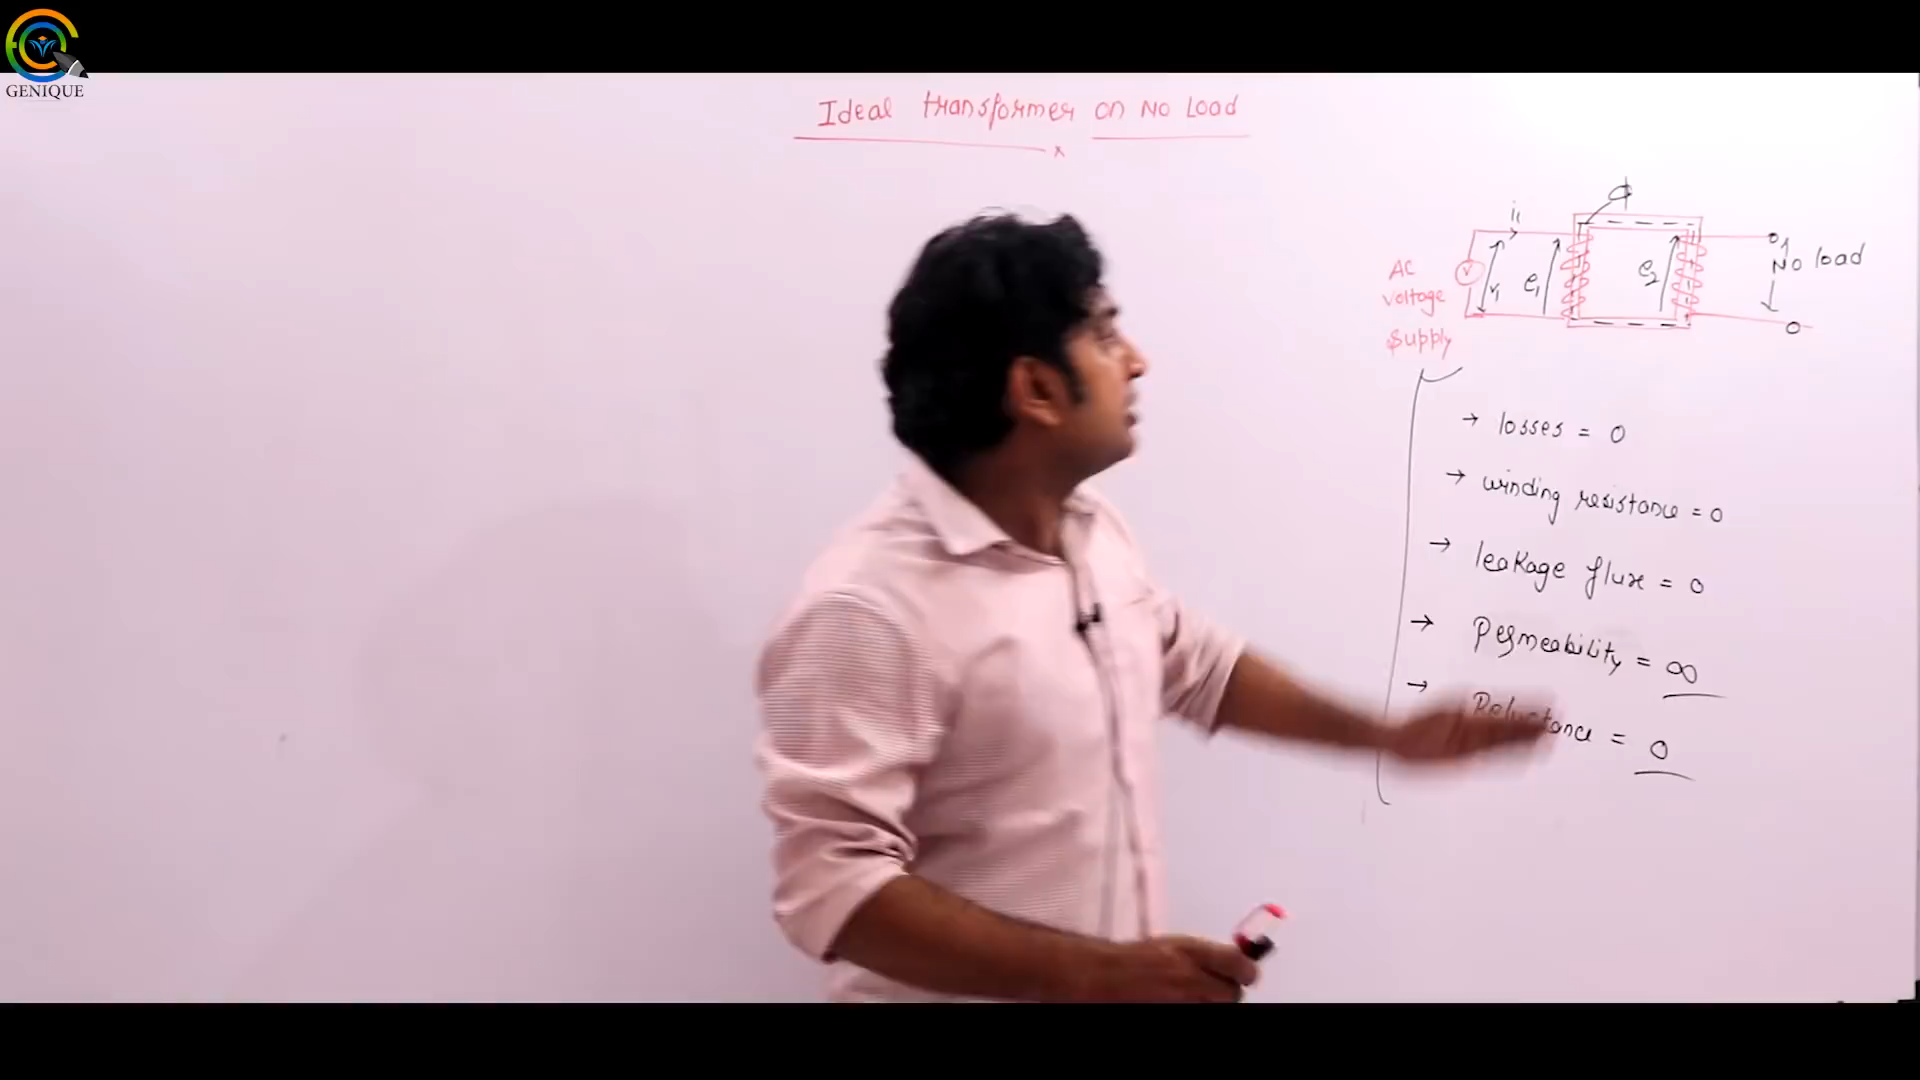 GENIQUE
Ideal transformer on No Load
ϕ
i₁
AC
Voltage
Supply
V
v₁
e₁
e₂
No load
→ losses = 0
→ winding resistance = 0
→ leakage flux = 0
→ Permeability = ∞
→ Reluctance = 0